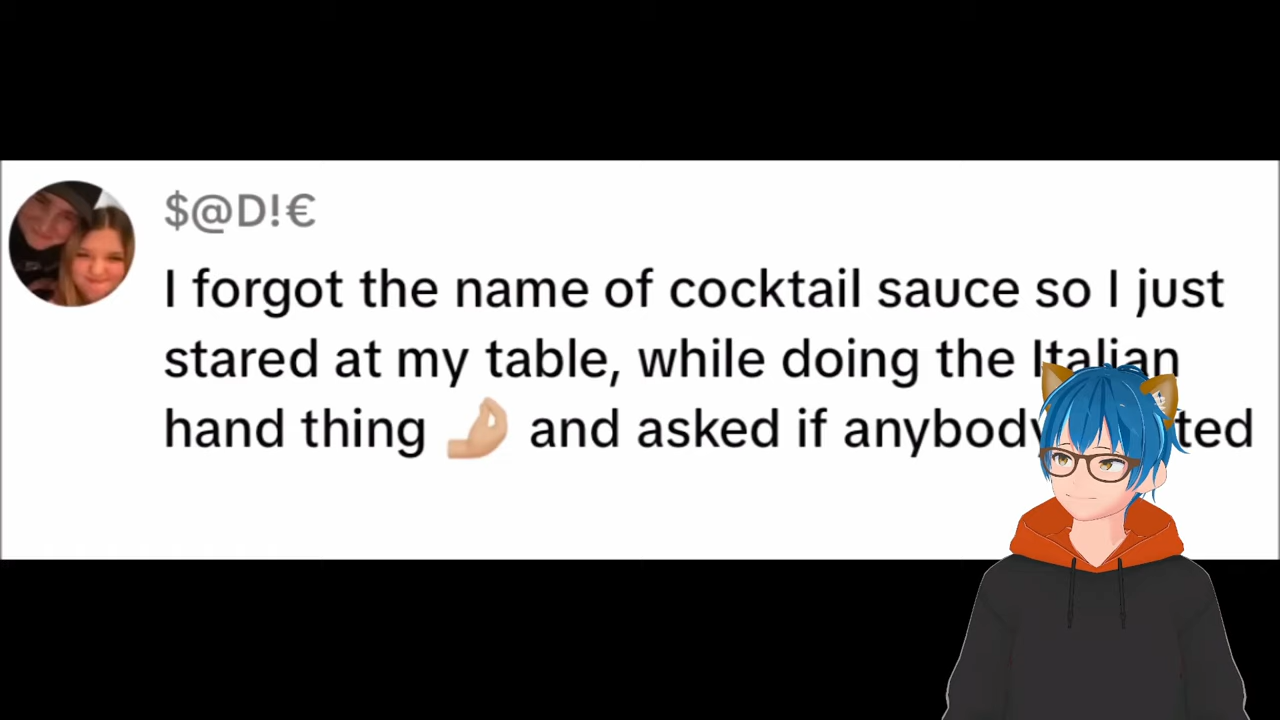 $@D!€
I forgot the name of cocktail sauce so I just
stared at my table, while doing the Italian
hand thing 🤌🏼 and asked if anybody